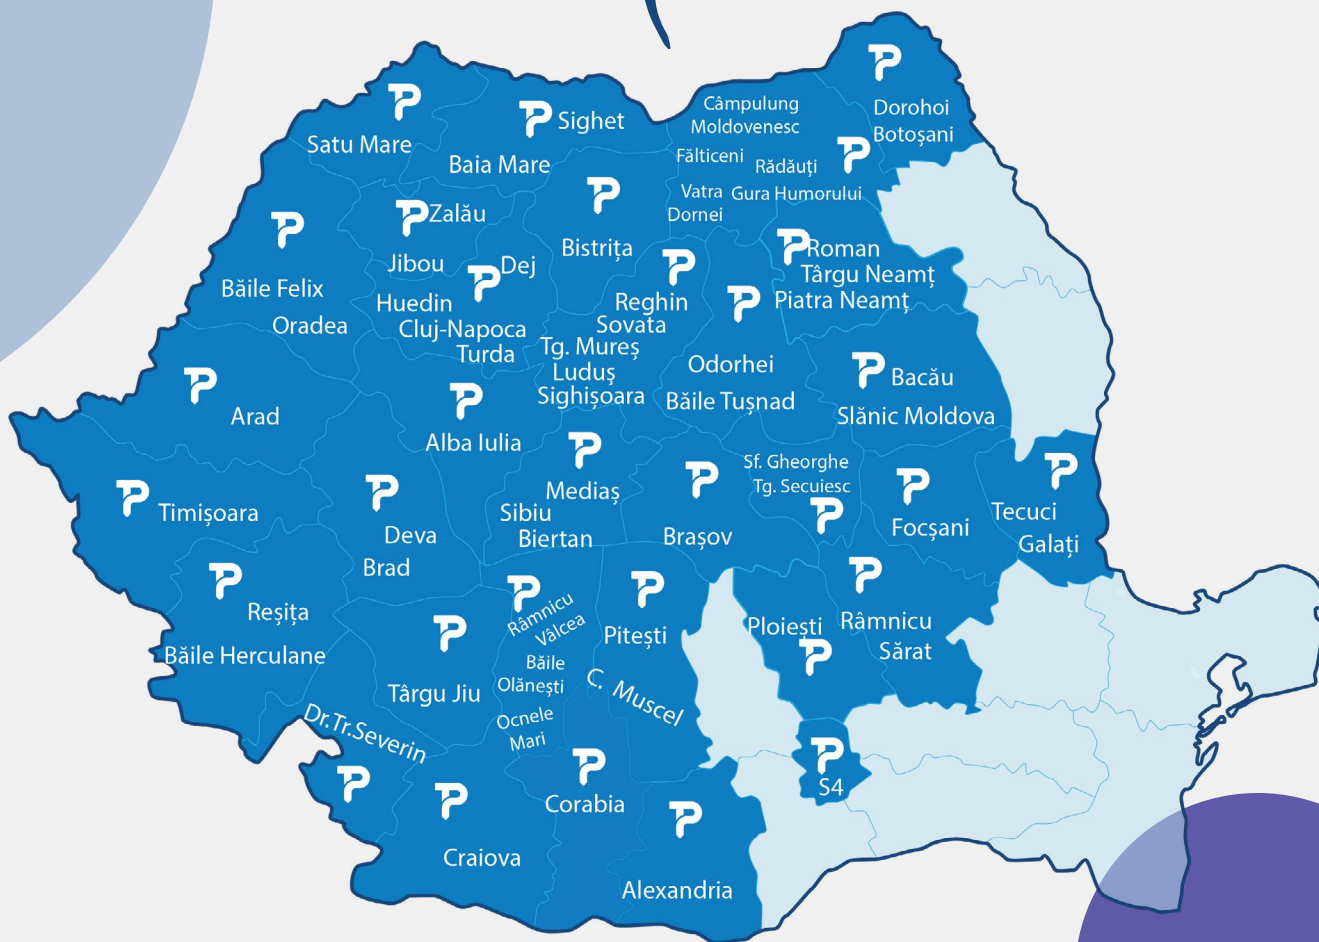 Satu Mare
Sighet
Baia Mare
Câmpulung
Moldovenesc
Fălticeni
Rădăuți
Vatra
Dornei
Gura Humorului
Dorohoi
Botoșani
Zalău
Jibou
Dej
Huedin
Cluj-Napoca
Turda
Bistrița
Băile Felix
Oradea
Reghin
Sovata
Tg. Mureș
Luduș
Sighișoara
Roman
Târgu Neamț
Piatra Neamț
Odorhei
Băile Tușnad
Bacău
Slănic Moldova
Arad
Alba Iulia
Timișoara
Deva
Brad
Mediaș
Sibiu
Biertan
Brașov
Sf. Gheorghe
Tg. Secuiesc
Focșani
Tecuci
Galați
Reșița
Băile Herculane
Târgu Jiu
Râmnicu
Vâlcea
Băile
Olănești
Ocnele
Mari
Pitești
C. Muscel
Ploiești
Râmnicu
Sărat
Dr.Tr.Severin
Craiova
Corabia
Alexandria
S4